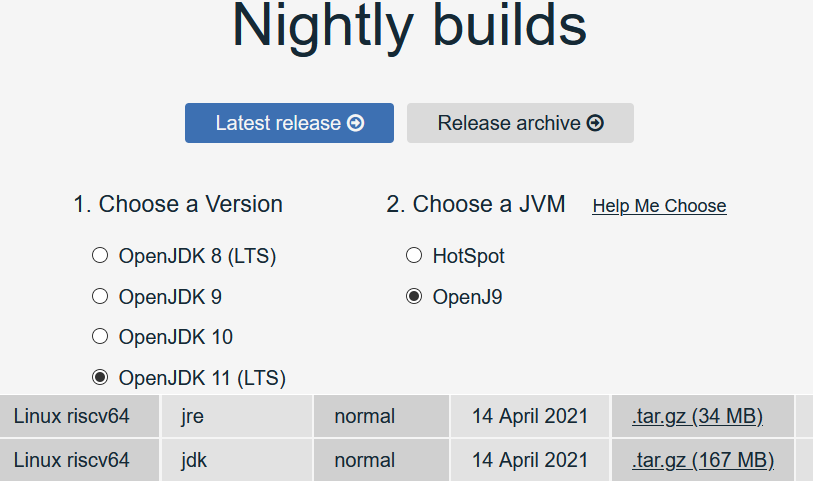 Nightly builds
Latest release
Release archive
1. Choose a Version
2. Choose a JVM Help Me Choose
OpenJDK 8 (LTS)
OpenJDK 9
OpenJDK 10
OpenJDK 11 (LTS)
HotSpot
OpenJ9
Linux riscv64 jre normal 14 April 2021 .tar.gz (34 MB)
Linux riscv64 jdk normal 14 April 2021 .tar.gz (167 MB)